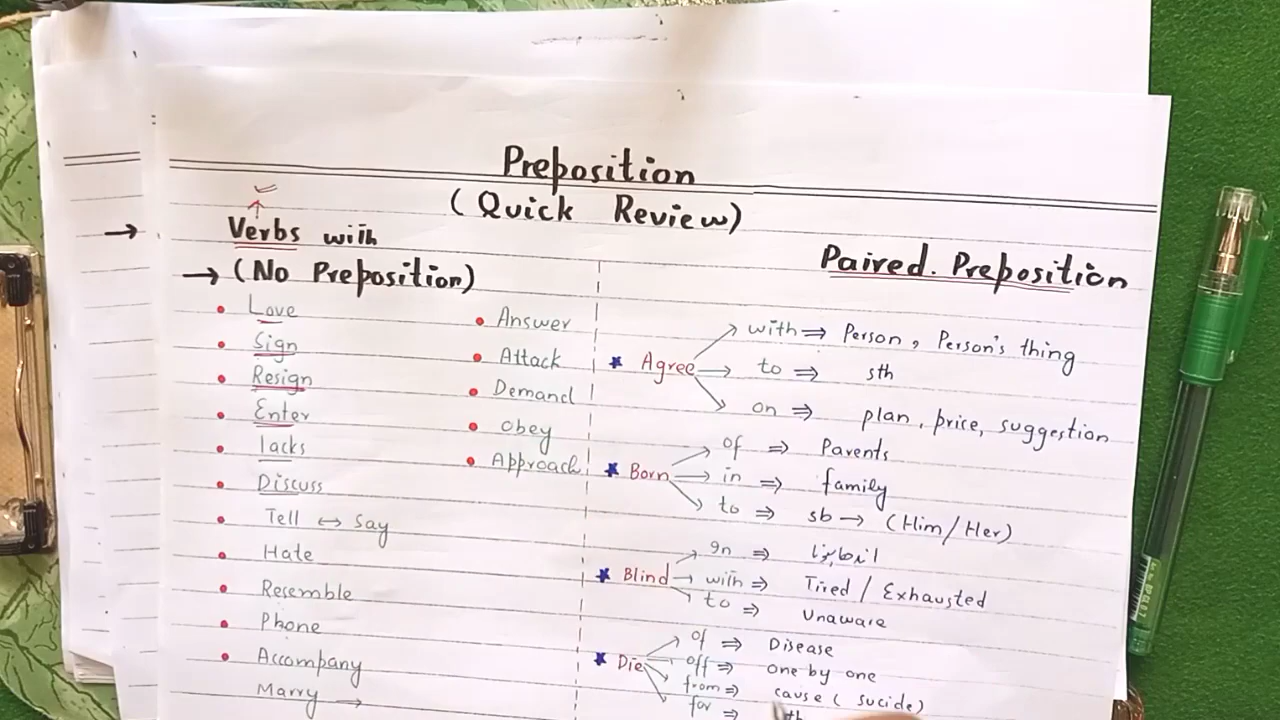 Preposition
(Quick Review)
Verbs with
→ (No Preposition)
• Love
• Sign
• Resign
• Enter
• lacks
• Discuss
• Tell ↔ Say
• Hate
• Resemble
• Phone
• Accompany
Marry →
• Answer
• Attack
• Demand
• Obey
• Approach
Paired. Preposition
★ Agree
→ with ⇒ Person, Person's thing
→ to ⇒ sth
→ on ⇒ plan, price, suggestion
★ Born
→ of ⇒ Parents
→ in ⇒ family
→ to ⇒ sb → (Him/Her)
★ Blind
→ in ⇒
→ with ⇒ Tired / Exhausted
→ to ⇒ Unaware
★ Die
→ of ⇒ Disease
→ off ⇒ one by one
→ from ⇒ cause ( sucide)
→ for ⇒